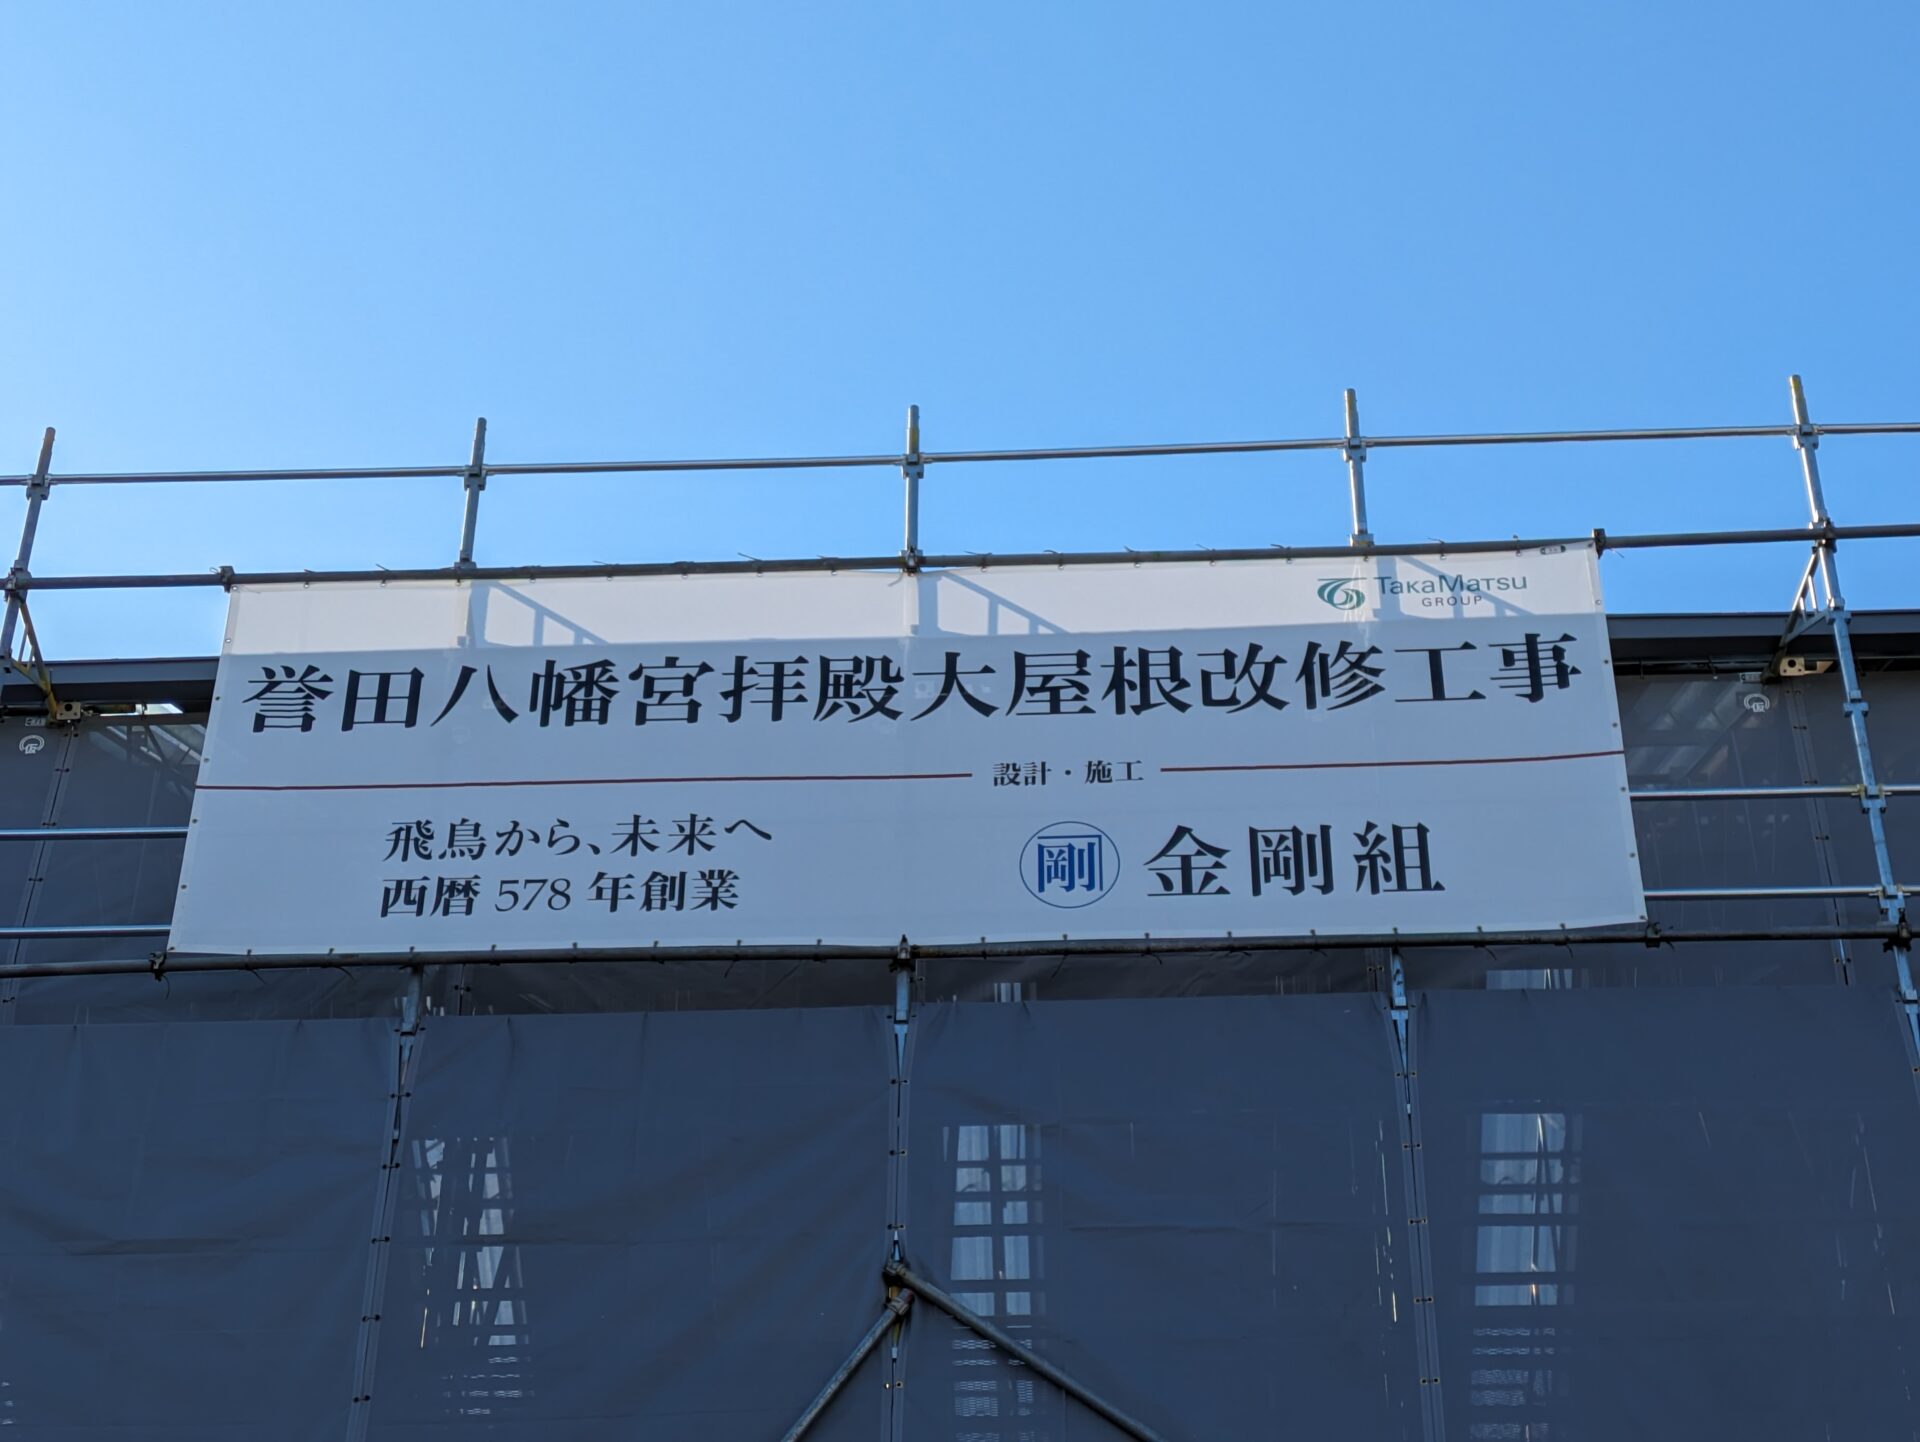 TAKAMATSU
GROUP
誉田八幡宮拝殿大屋根改修工事
設計・施工
飛鳥から、未来へ
西暦 578 年創業
剛 金剛組